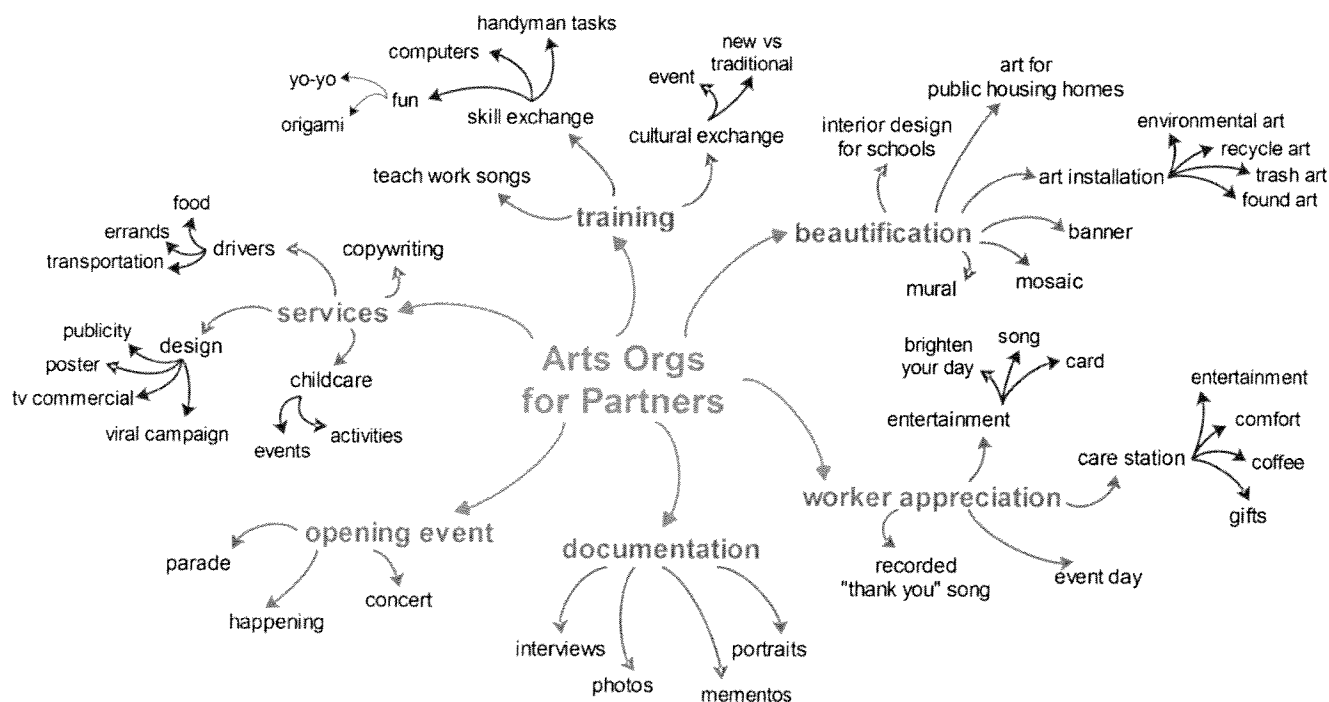 handyman tasks
computers
yo-yo
fun
origami
skill exchange
new vs
traditional
event
cultural exchange
teach work songs
training
art for
public housing homes
interior design
for schools
environmental art
recycle art
art installation
trash art
found art
beautification
banner
mosaic
mural
food
errands
drivers
transportation
copywriting
services
publicity
design
poster
tv commercial
viral campaign
childcare
events
activities
Arts Orgs
for Partners
brighten
your day
song
card
entertainment
entertainment
comfort
care station
coffee
gifts
worker appreciation
recorded
"thank you" song
event day
opening event
parade
happening
concert
documentation
interviews
photos
mementos
portraits